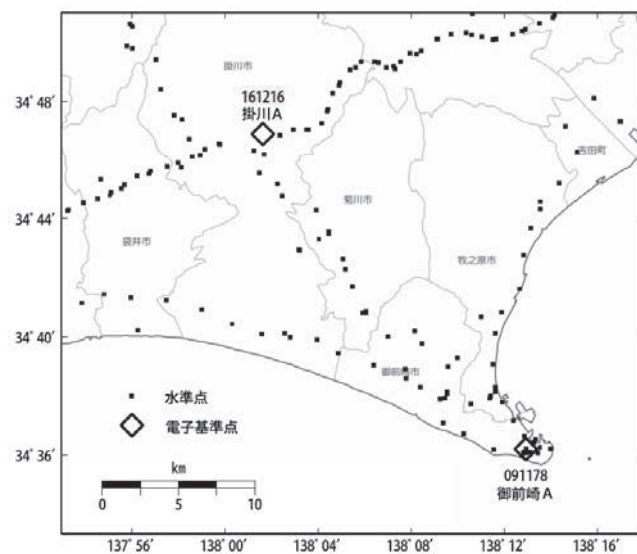 掛川市
161216
掛川A
34˚48'
吉田町
34˚44'
菊川市
袋井市
牧之原市
34˚40'
御前崎市
水準点
電子基準点
34˚36'
km
0 5 10
091178
御前崎A
137˚56' 138˚00' 138˚04' 138˚08' 138˚12' 138˚16'